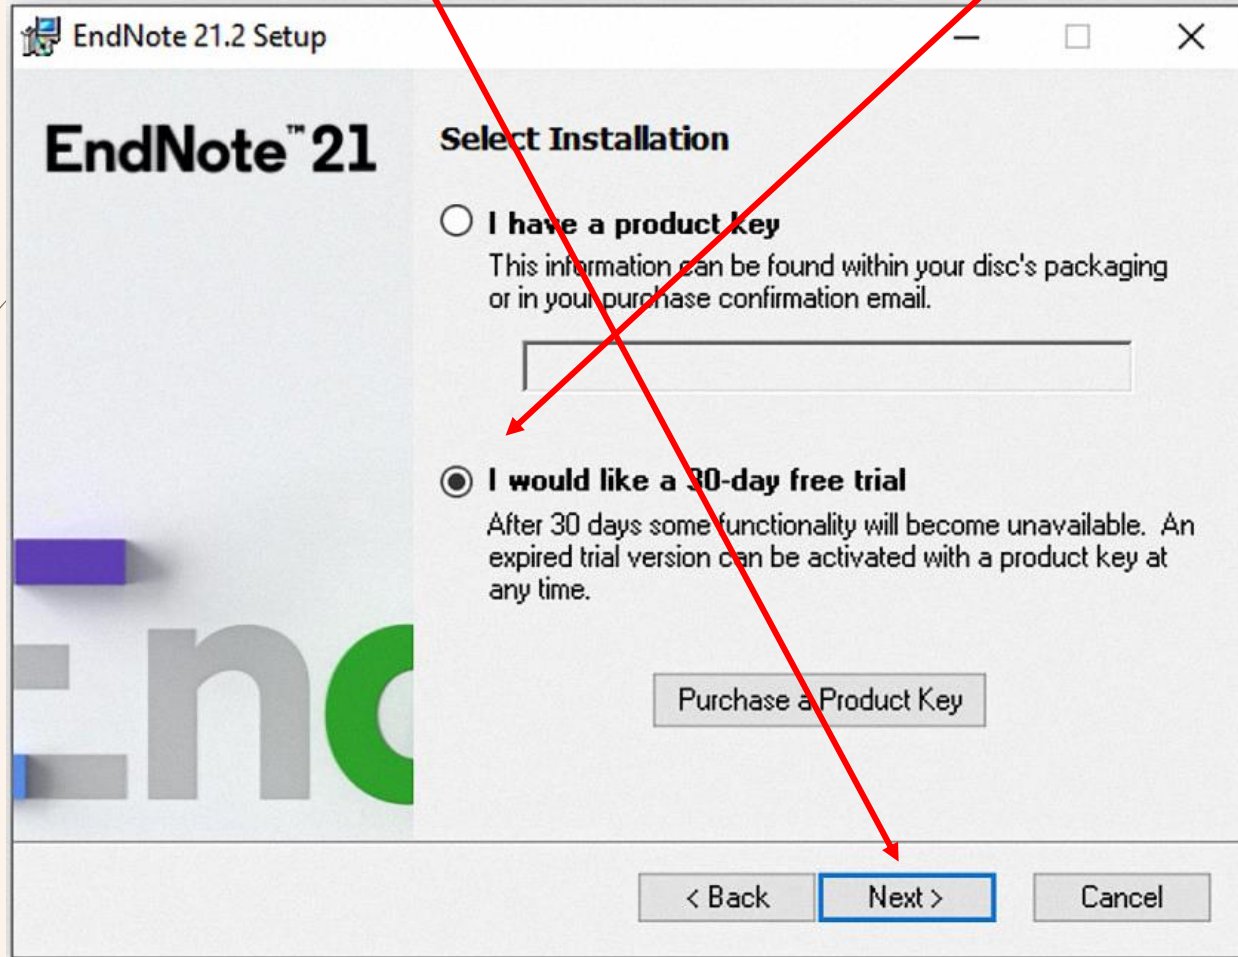 EndNote 21.2 Setup
EndNote™21
Select Installation
I have a product key
This information can be found within your disc's packaging
or in your purchase confirmation email.
I would like a 30-day free trial
After 30 days some functionality will become unavailable. An
expired trial version can be activated with a product key at
any time.
Purchase a Product Key
End
< Back
Next >
Cancel